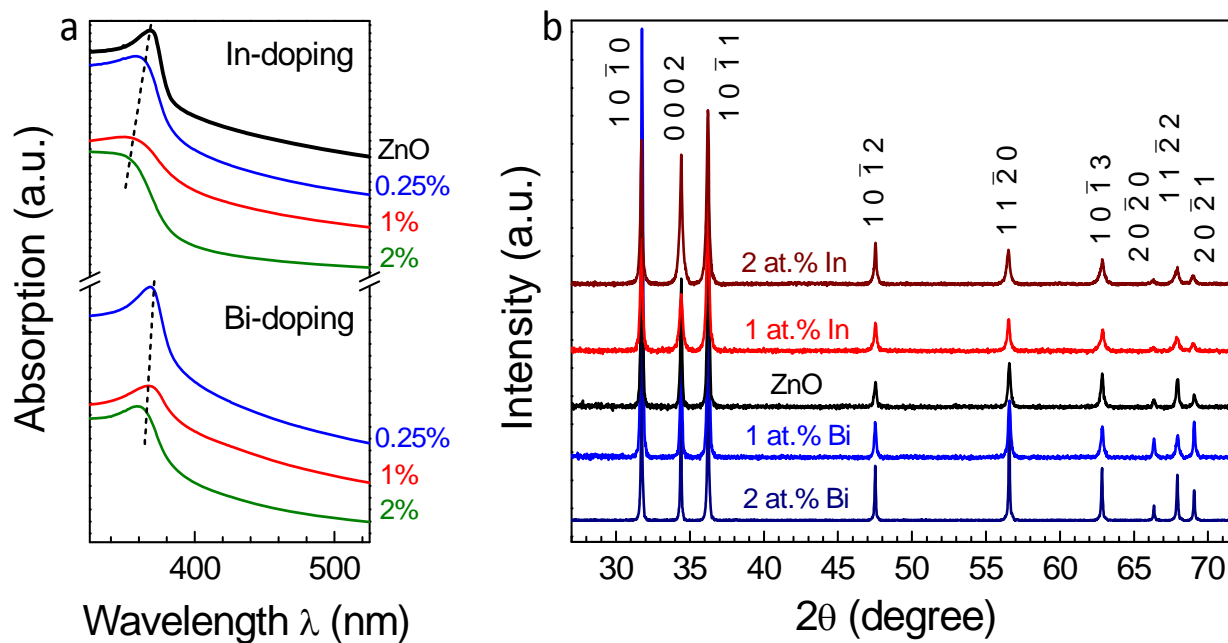 a
In-doping
ZnO
0.25%
1%
2%
Bi-doping
0.25%
1%
2%
Absorption (a.u.)
400
500
Wavelength λ (nm)
b
1 0 1̄ 0
0 0 0 2
1 0 1̄ 1
1 0 1̄ 2
1 1 2̄ 0
1 0 1̄ 3
2 0 2̄ 0
1 1 2̄ 2
2 0 2̄ 1
2 at.% In
1 at.% In
ZnO
1 at.% Bi
2 at.% Bi
Intensity (a.u.)
30 35 40 45 50 55 60 65 70
2θ (degree)